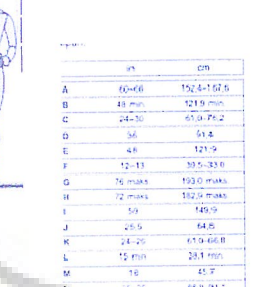 in cm
A 60-66 152,4-167,6
B 48 min. 121,9 min.
C 24-30 61,0-76,2
D 36 91,4
E 48 121,9
F 12-13 30,5-33,0
G 76 maks 193,0 maks
H 72 maks 182,9 maks
I 59 149,9
J 25,5 64,8
K 24-26 61,0-66,0
L 15 min 38,1 min.
M 18 45,7